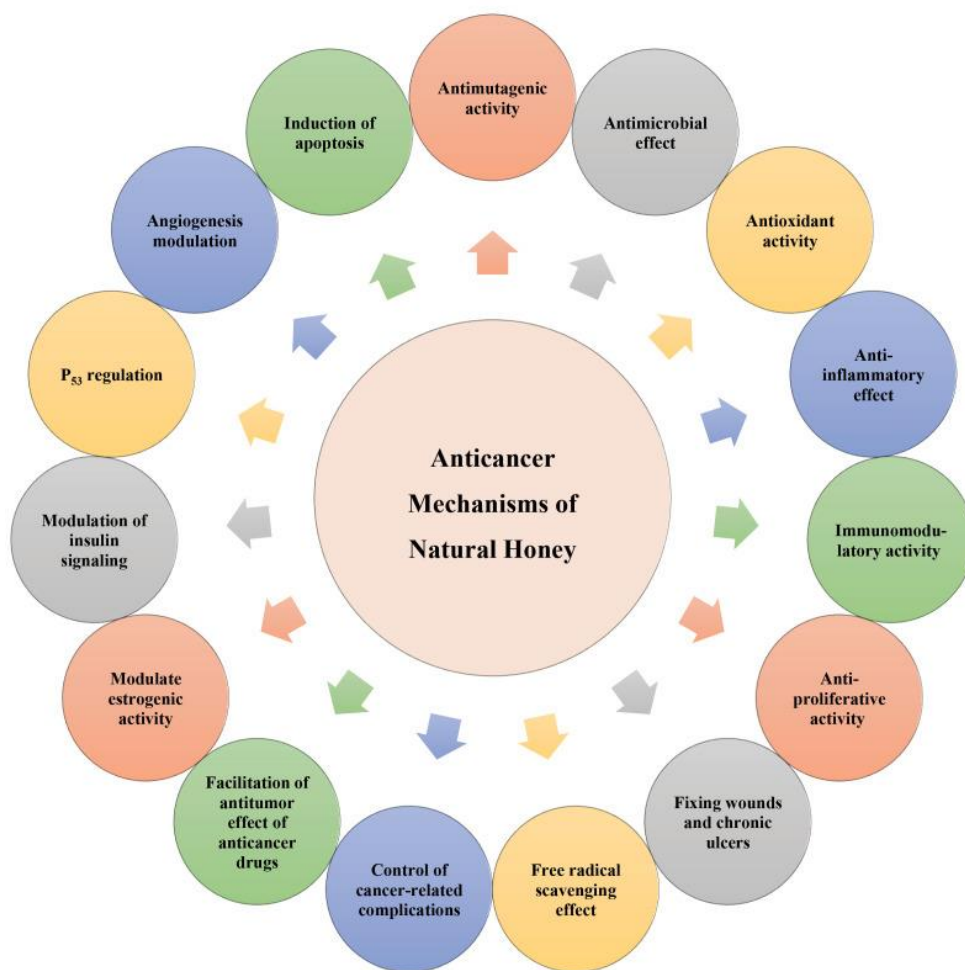 Antimutagenic
activity
Antimicrobial
effect
Antioxidant
activity
Anti-
inflammatory
effect
Immunomodu-
latory activity
Anti-
proliferative
activity
Fixing wounds
and chronic
ulcers
Free radical
scavenging
effect
Control of
cancer-related
complications
Facilitation of
antitumor
effect of
anticancer
drugs
Modulate
estrogenic
activity
Modulation of
insulin
signaling
P₅₃ regulation
Angiogenesis
modulation
Induction of
apoptosis
Anticancer
Mechanisms of
Natural Honey